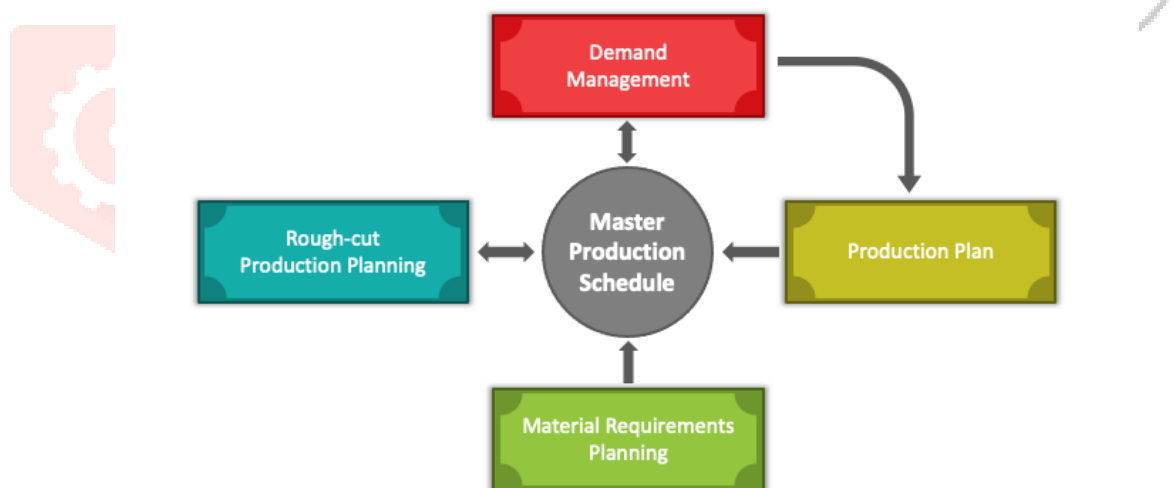 Demand
Management
Rough-cut
Production Planning
Master
Production
Schedule
Production Plan
Material Requirements
Planning